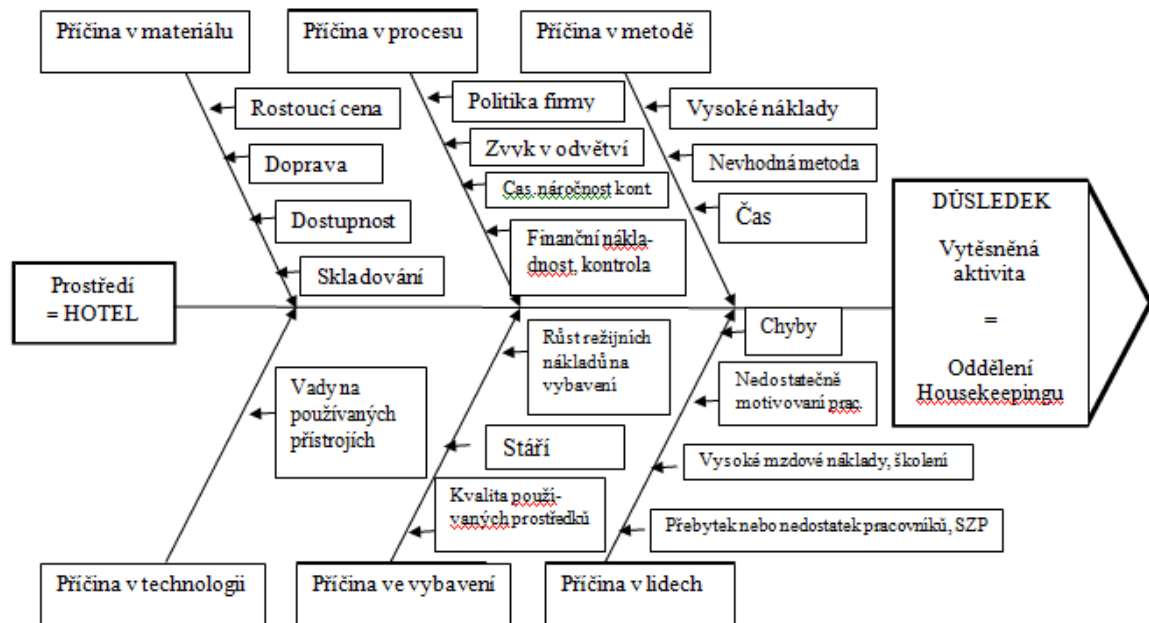 Příčina v materiálu
Příčina v procesu
Příčina v metodě
Rostoucí cena
Doprava
Dostupnost
Skladování
Politika firmy
Zvyk v odvětví
Čas. náročnost kont.
Finanční nákla-
dnost, kontrola
Vysoké náklady
Nevhodná metoda
Čas
Prostředí
= HOTEL
DŮSLEDEK
Vytěsněná
aktivita
=
Oddělení
Housekeepingu
Vady na
používaných
přístrojích
Růst režijních
nákladů na
vybavení
Stáří
Kvalita použí-
vaných prostředků
Chyby
Nedostatečně
motivovaní prac.
Vysoké mzdové náklady, školení
Přebytek nebo nedostatek pracovníků, SZP
Příčina v technologii
Příčina ve vybavení
Příčina v lidech